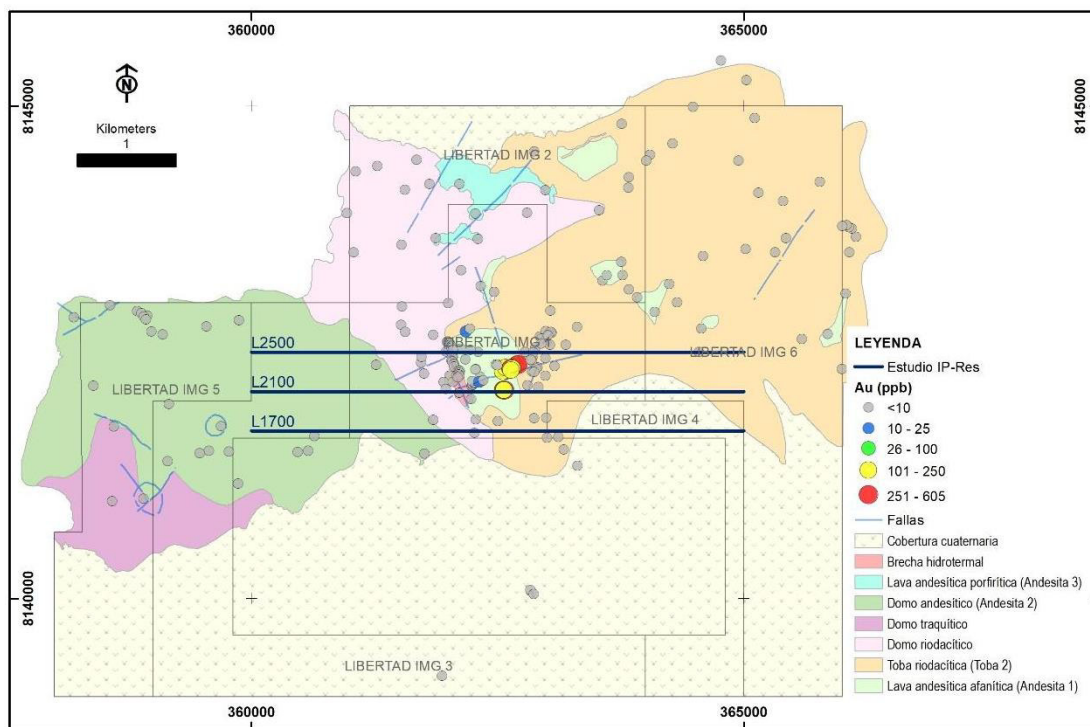 360000
365000
8145000
8145000
N
Kilometers
1
LIBERTAD IMG 2
L2500
LIBERTAD IMG 1
LIBERTAD IMG 6
LIBERTAD IMG 5
L2100
L1700
LIBERTAD IMG 4
LIBERTAD IMG 3
8140000
8140000
360000
365000
LEYENDA
Estudio IP-Res
Au (ppb)
<10
10 - 25
26 - 100
101 - 250
251 - 605
Fallas
Cobertura cuaternaria
Brecha hidrotermal
Lava andesítica porfirítica (Andesita 3)
Domo andesítico (Andesita 2)
Domo traquítico
Domo riodacítico
Toba riodacítica (Toba 2)
Lava andesítica afanítica (Andesita 1)